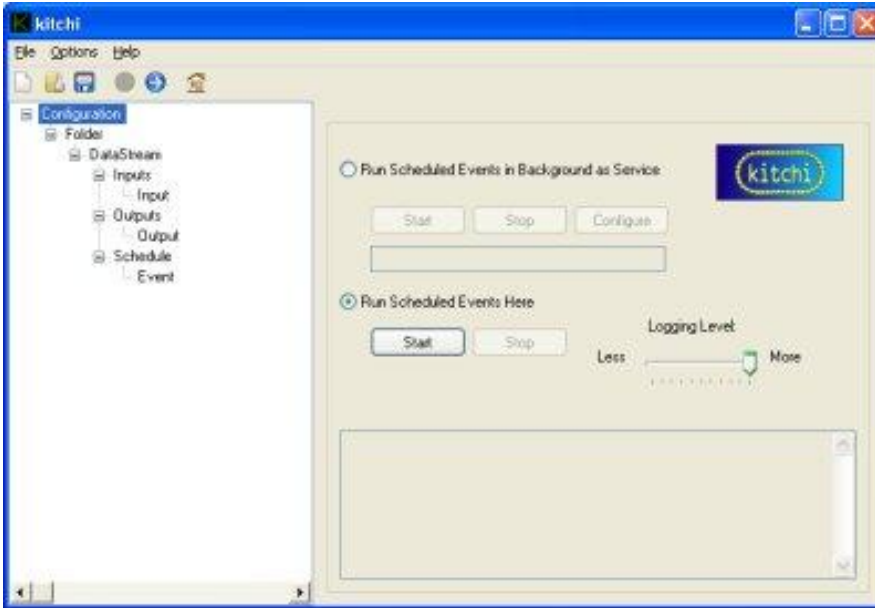 kitchi
File Options Help
Configuration
Folder
DataStream
Inputs
Input
Outputs
Output
Schedule
Event
Run Scheduled Events in Background as Service
kitchi
Start Stop Configure
Run Scheduled Events Here
Start Stop
Logging Level:
Less More